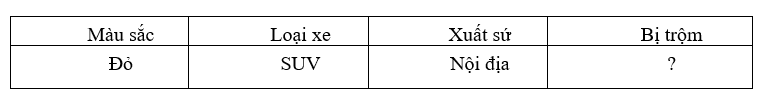 Màu sắc Loại xe Xuất sứ Bị trộm
Đỏ SUV Nội địa ?